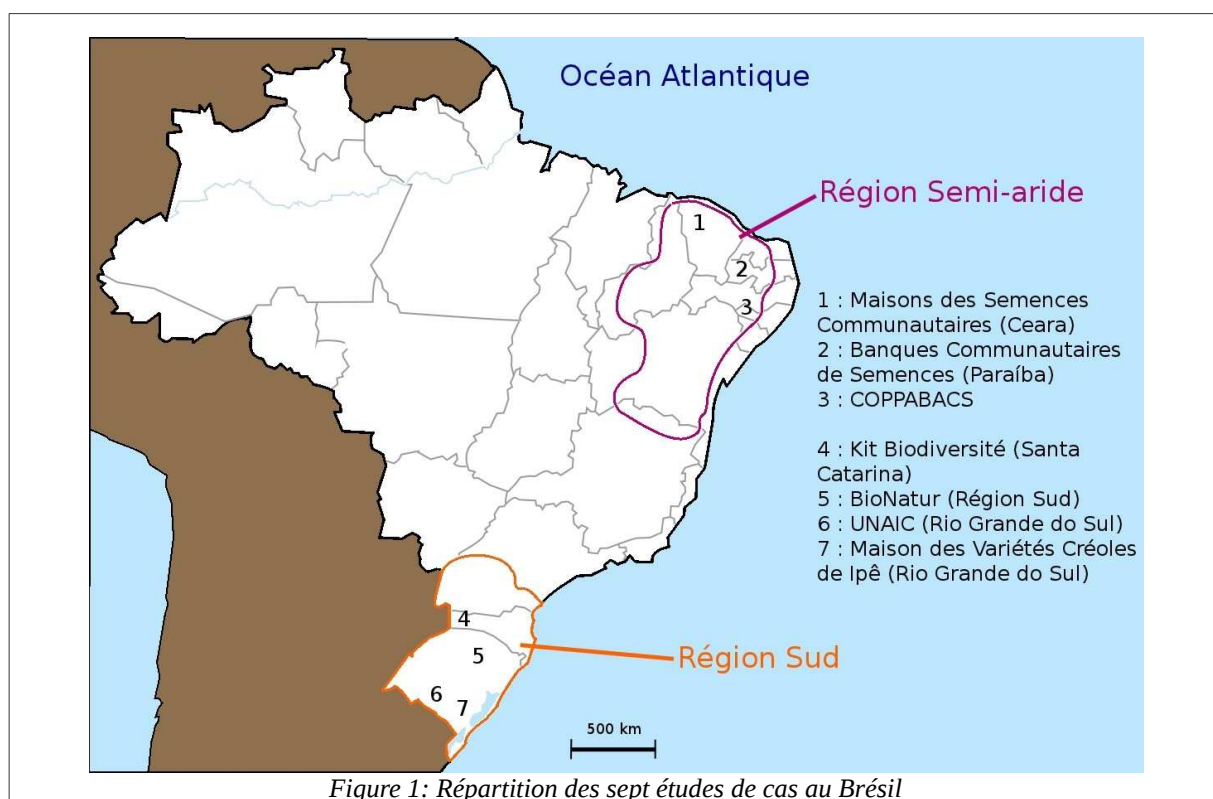 Océan Atlantique
Région Semi-aride
1
2
3
1 : Maisons des Semences
Communautaires (Ceara)
2 : Banques Communautaires
de Semences (Paraíba)
3 : COPPABACS
4 : Kit Biodiversité (Santa
Catarina)
5 : BioNatur (Région Sud)
6 : UNAIC (Rio Grande do Sul)
7 : Maison des Variétés Créoles
de Ipê (Rio Grande do Sul)
4
5
Région Sud
6
7
500 km
Figure 1: Répartition des sept études de cas au Brésil